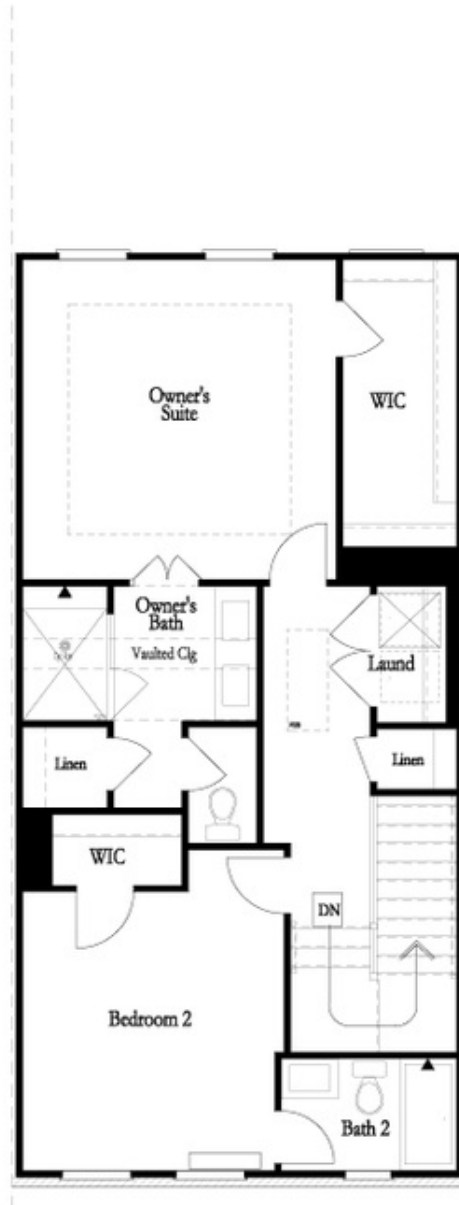 Owner's
Suite
WIC
Owner's
Bath
Vaulted Clg
Laund
Linen
Linen
WIC
DN
Bedroom 2
Bath 2